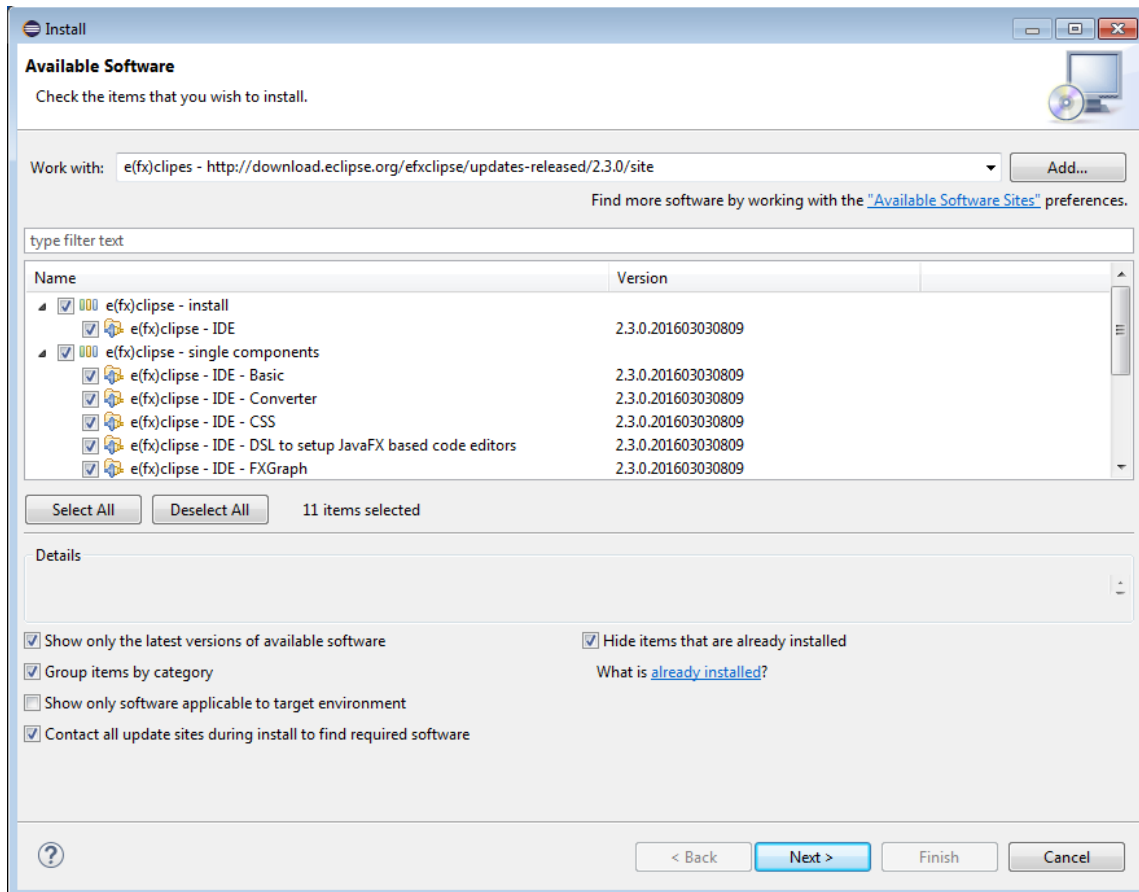 Install
Available Software
Check the items that you wish to install.
Work with: e(fx)clipes - http://download.eclipse.org/efxclipse/updates-released/2.3.0/site Add...
Find more software by working with the "Available Software Sites" preferences.
type filter text
Name Version
e(fx)clipse - install
e(fx)clipse - IDE 2.3.0.201603030809
e(fx)clipse - single components
e(fx)clipse - IDE - Basic 2.3.0.201603030809
e(fx)clipse - IDE - Converter 2.3.0.201603030809
e(fx)clipse - IDE - CSS 2.3.0.201603030809
e(fx)clipse - IDE - DSL to setup JavaFX based code editors 2.3.0.201603030809
e(fx)clipse - IDE - FXGraph 2.3.0.201603030809
Select All Deselect All 11 items selected
Details
Show only the latest versions of available software Hide items that are already installed
Group items by category What is already installed?
Show only software applicable to target environment
Contact all update sites during install to find required software
? < Back Next > Finish Cancel